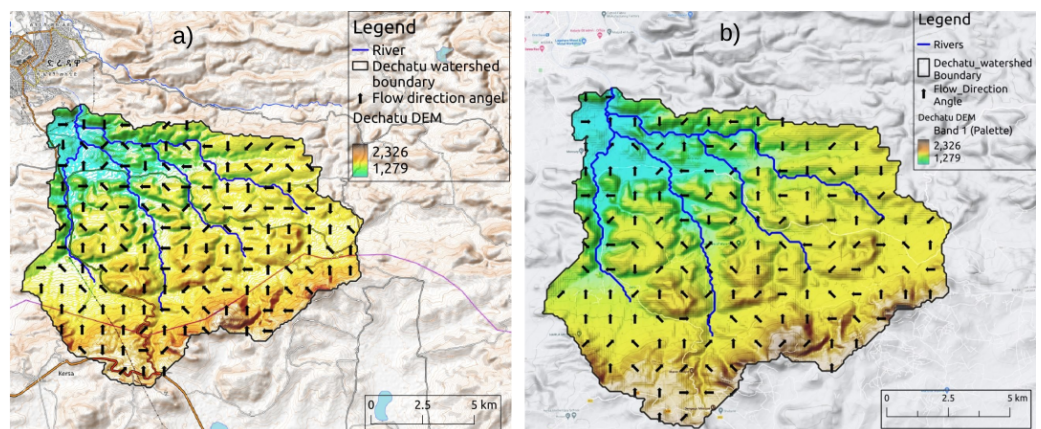 a)
Legend
River
Dechatu watershed
boundary
Flow direction angel
Dechatu DEM
2,326
1,279
Kersa
0 2.5 5 km
b)
Legend
Rivers
Dechatu_watershed
Boundary
Flow_Direction
Angle
Dechatu DEM
Band 1 (Palette)
2,326
1,279
0 2.5 5 km